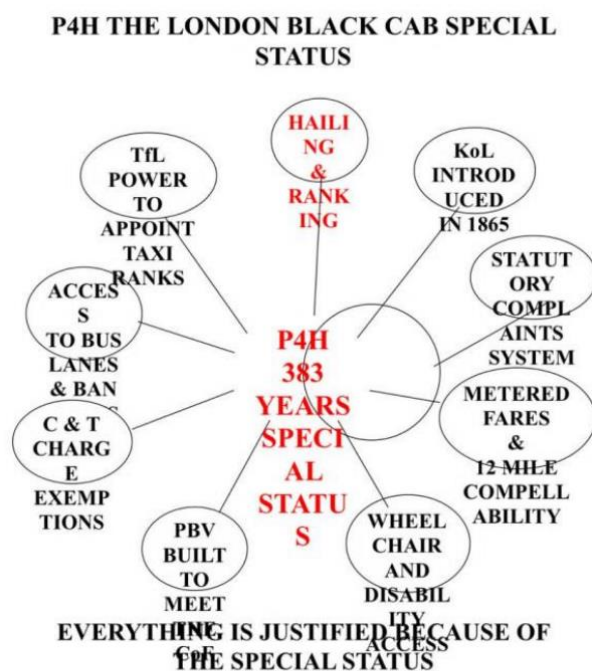 P4H THE LONDON BLACK CAB SPECIAL
STATUS
HAILI
NG
&
RANK
ING
TfL
POWER
TO
APPOINT
TAXI
RANKS
KoL
INTROD
UCED
IN 1865
ACCES
S
TO BUS
LANES
& BAN
STATUT
ORY
COMPL
AINTS
SYSTEM
P4H
383
YEARS
SPECI
AL
STATU
S
METERED
FARES
&
12 MILE
COMPELL
ABILITY
C & T
CHARG
E
EXEMP
TIONS
PBV
BUILT
TO
MEET
THE
CoF
WHEEL
CHAIR
AND
DISABIL
ITY
ACCESS
EVERYTHING IS JUSTIFIED BECAUSE OF
THE SPECIAL STATUS